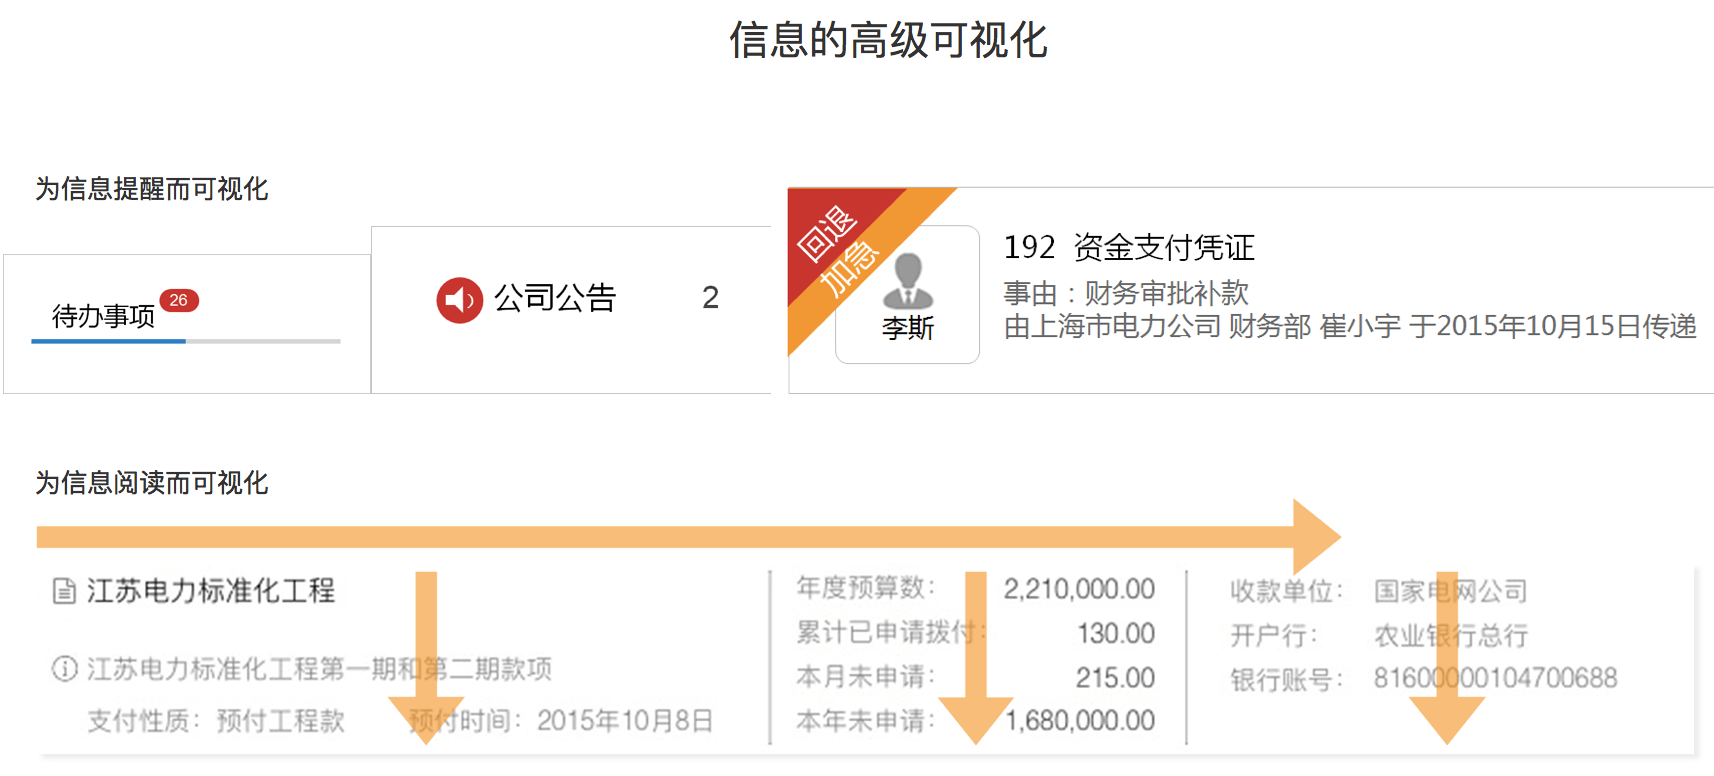 信息的高级可视化
为信息提醒而可视化
待办事项 26
公司公告 2
回退
加急
李斯
192 资金支付凭证
事由：财务审批补款
由上海市电力公司 财务部 崔小宇 于2015年10月15日传递
为信息阅读而可视化
江苏电力标准化工程
江苏电力标准化工程第一期和第二期款项
支付性质： 预付工程款 预付时间： 2015年10月8日
年度预算数： 2,210,000.00
累计已申请拨付： 130.00
本月未申请： 215.00
本年未申请： 1,680,000.00
收款单位： 国家电网公司
开户行： 农业银行总行
银行账号： 81600000104700688